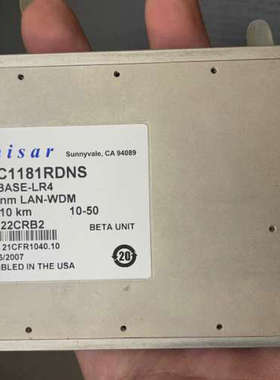 nisar
Sunnyvale, CA 94089
C1181RDNS
BASE-LR4
nm LAN-WDM
10 km 10-50
22CRB2
BETA UNIT
21CFR1040.10
/2007
BLED IN THE USA
20